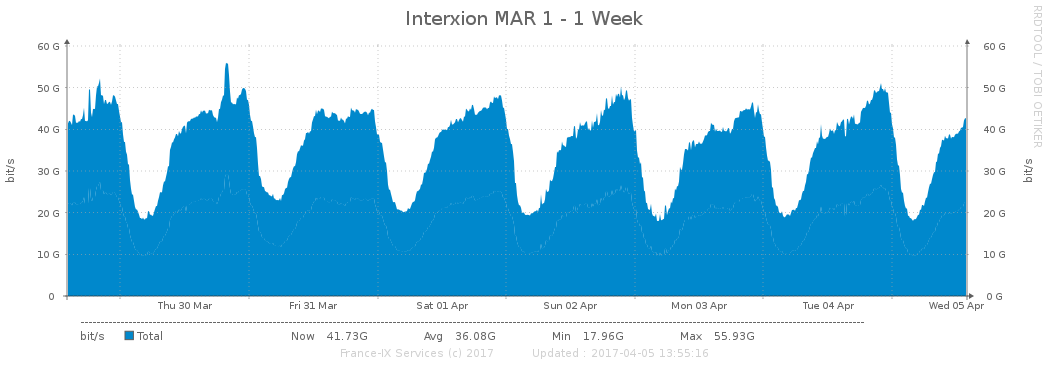 Interxion MAR 1 - 1 Week
RRDTOOL / TOBI OETIKER
60 G 60 G
50 G 50 G
40 G 40 G
30 G 30 G
20 G 20 G
10 G 10 G
0 0 G
bit/s
bit/s
Thu 30 Mar Fri 31 Mar Sat 01 Apr Sun 02 Apr Mon 03 Apr Tue 04 Apr Wed 05 Apr
bit/s Total Now 41.73G Avg 36.08G Min 17.96G Max 55.93G
France-IX Services (c) 2017 Updated : 2017-04-05 13:55:16